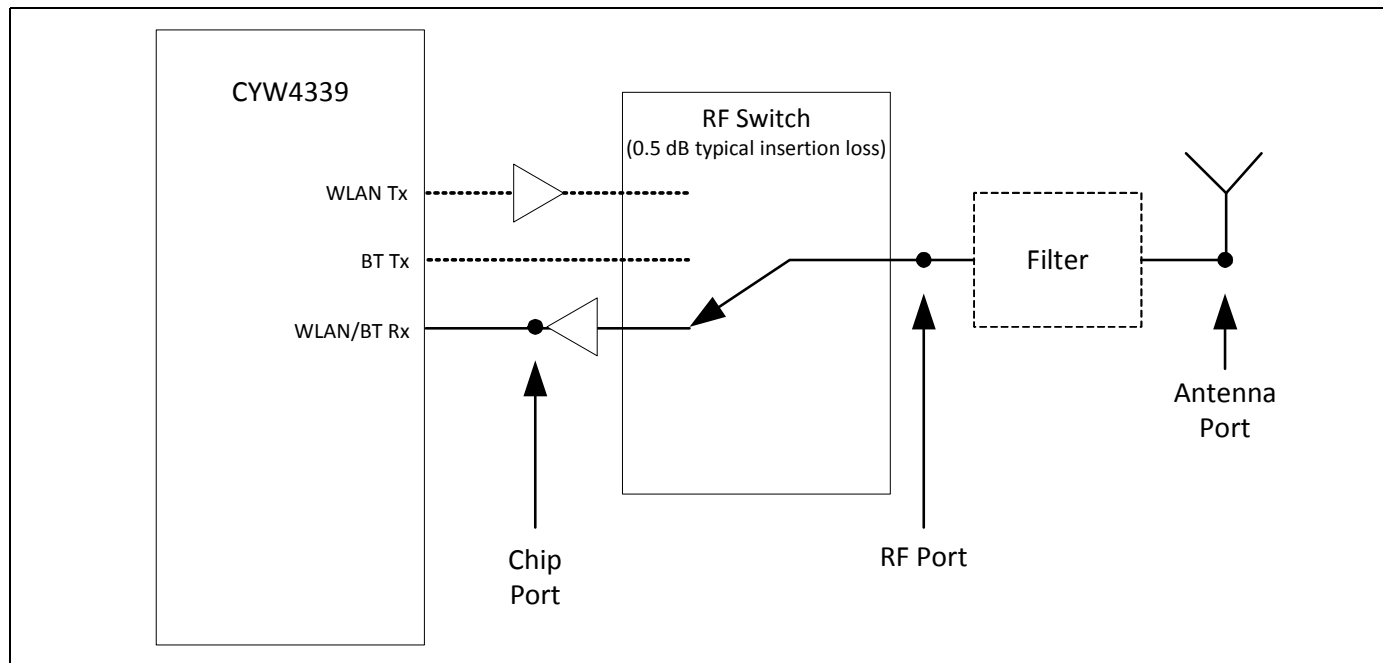 CYW4339
RF Switch
(0.5 dB typical insertion loss)
WLAN Tx
BT Tx
WLAN/BT Rx
Filter
Chip
Port
RF Port
Antenna
Port